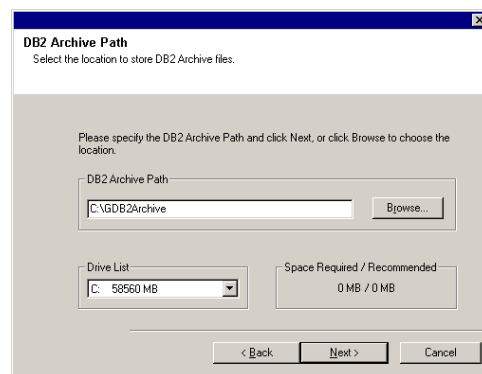 DB2 Archive Path
Select the location to store DB2 Archive files.
Please specify the DB2 Archive Path and click Next, or click Browse to choose the
location.
DB2 Archive Path
C:\GDB2Archive
Browse...
Drive List
C: 58560 MB
Space Required / Recommended
0 MB / 0 MB
< Back
Next >
Cancel